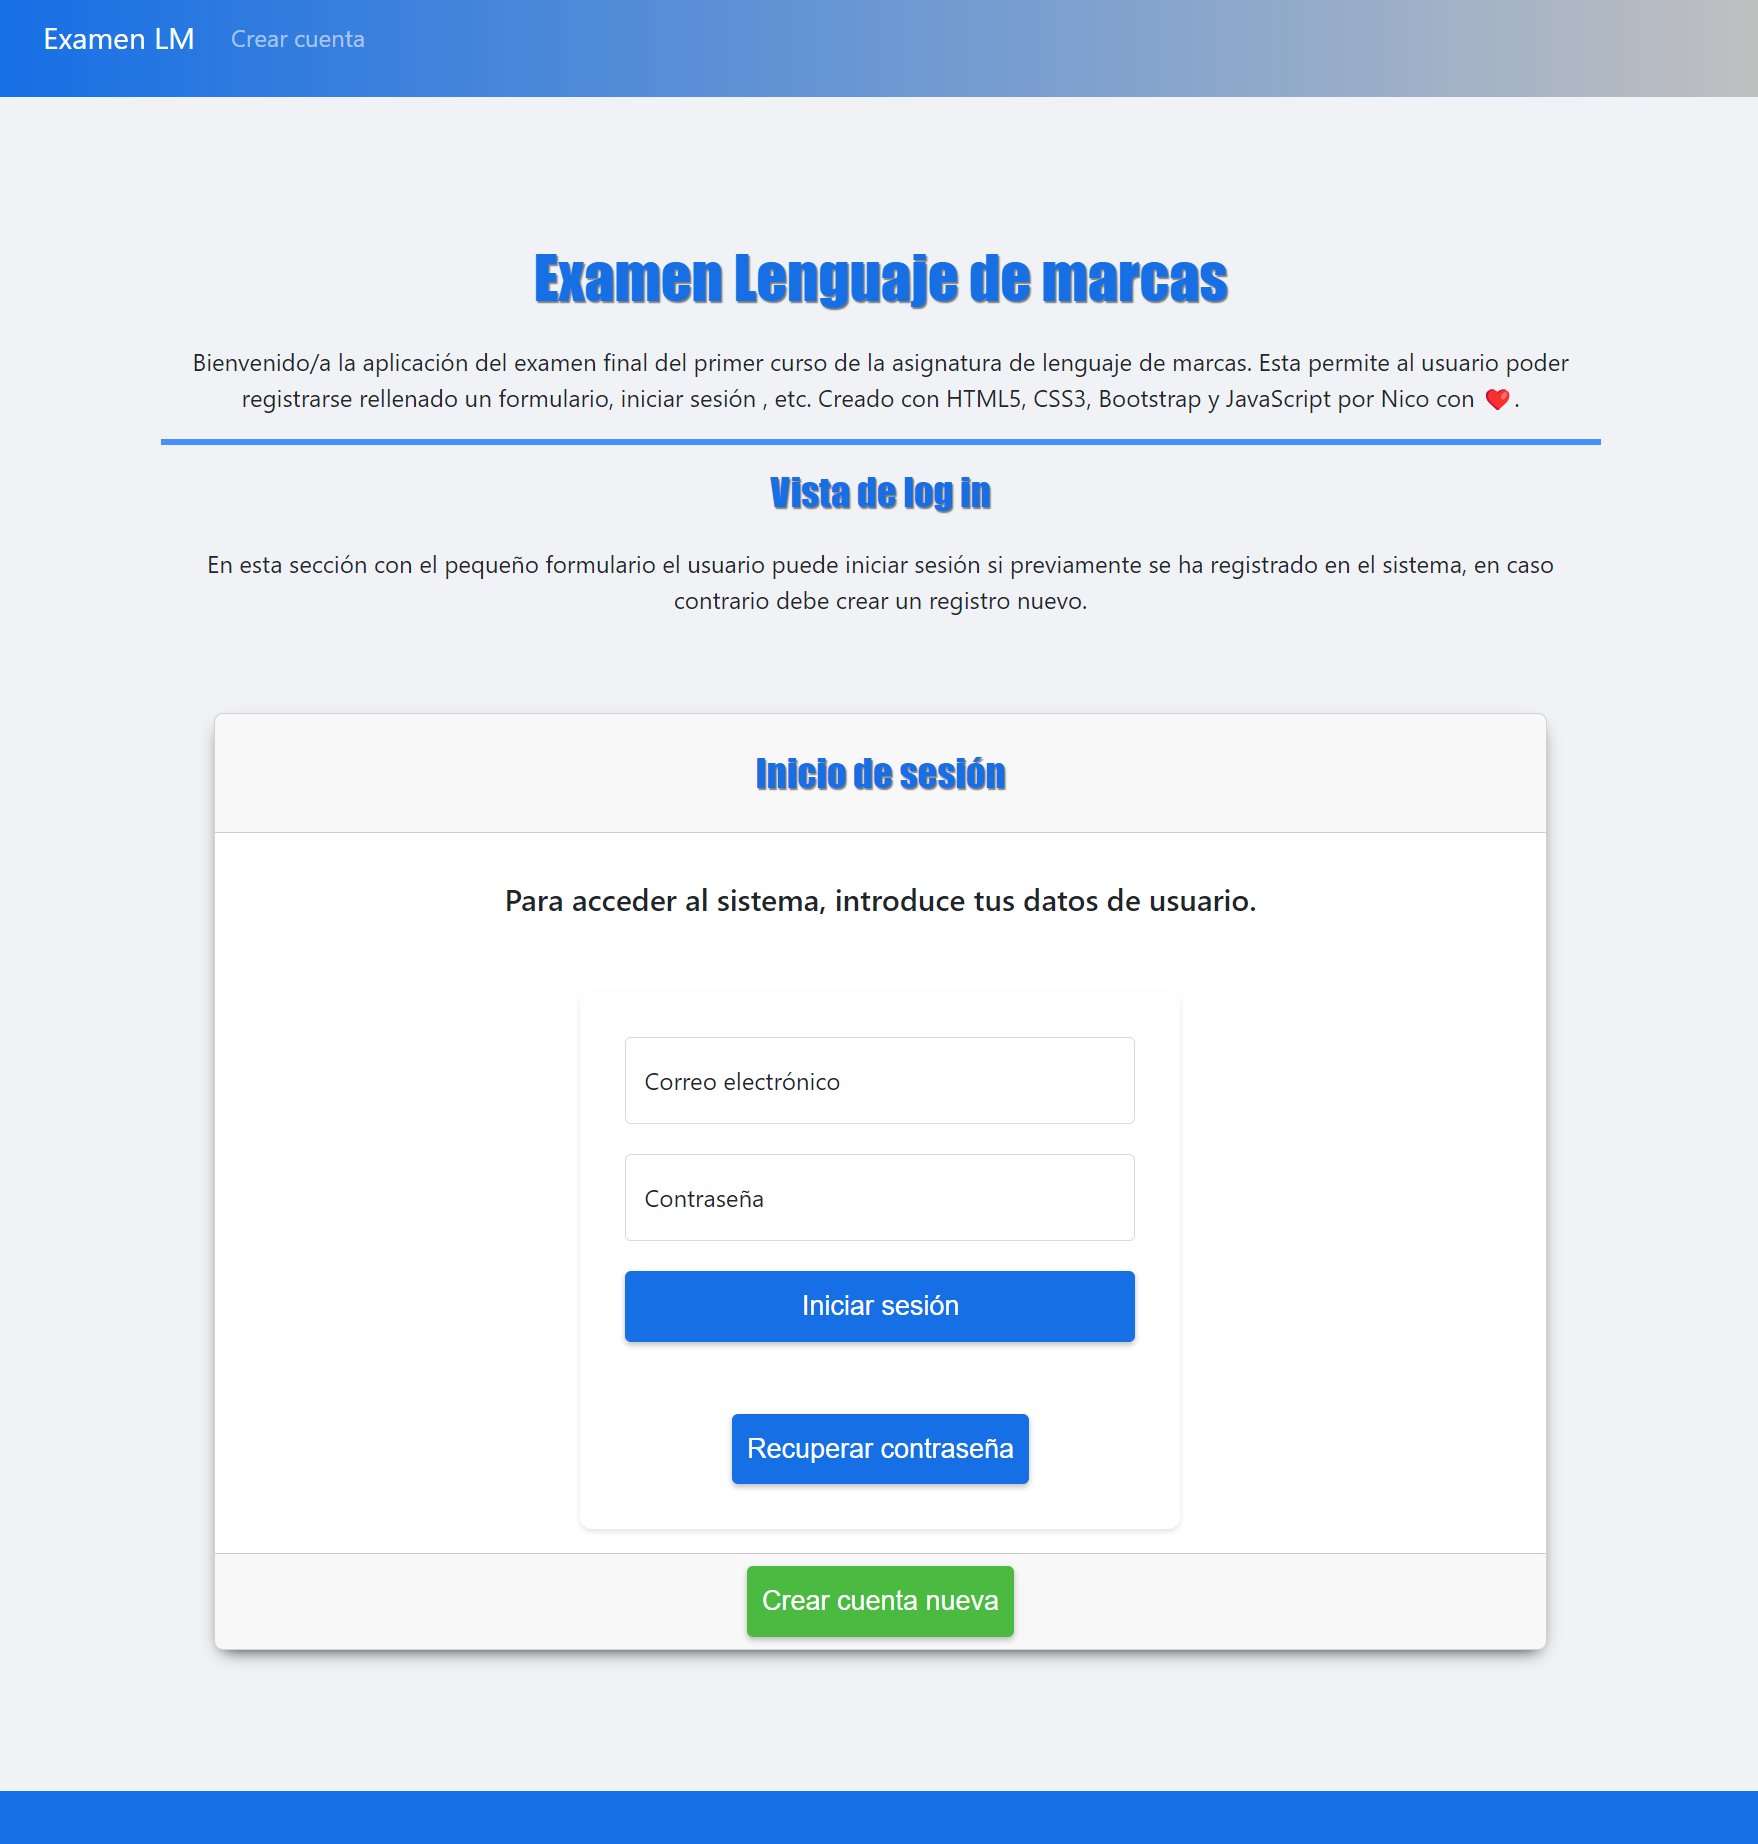 Examen LM Crear cuenta
Examen Lenguaje de marcas
Bienvenido/a la aplicación del examen final del primer curso de la asignatura de lenguaje de marcas. Esta permite al usuario poder
registrarse rellenado un formulario, iniciar sesión , etc. Creado con HTML5, CSS3, Bootstrap y JavaScript por Nico con ❤️.
Vista de log in
En esta sección con el pequeño formulario el usuario puede iniciar sesión si previamente se ha registrado en el sistema, en caso
contrario debe crear un registro nuevo.
Inicio de sesión
Para acceder al sistema, introduce tus datos de usuario.
Correo electrónico
Contraseña
Iniciar sesión
Recuperar contraseña
Crear cuenta nueva